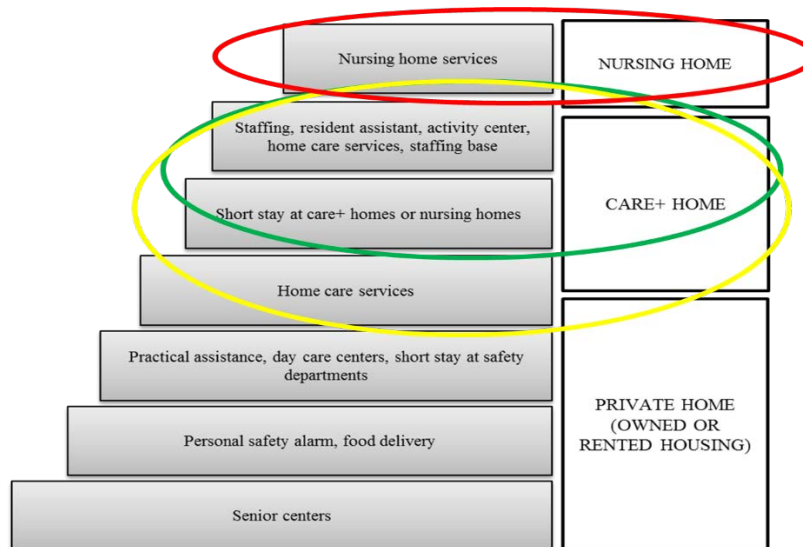 Nursing home services
NURSING HOME
Staffing, resident assistant, activity center,
home care services, staffing base
Short stay at care+ homes or nursing homes
CARE+ HOME
Home care services
Practical assistance, day care centers, short stay at safety
departments
Personal safety alarm, food delivery
Senior centers
PRIVATE HOME
(OWNED OR
RENTED HOUSING)